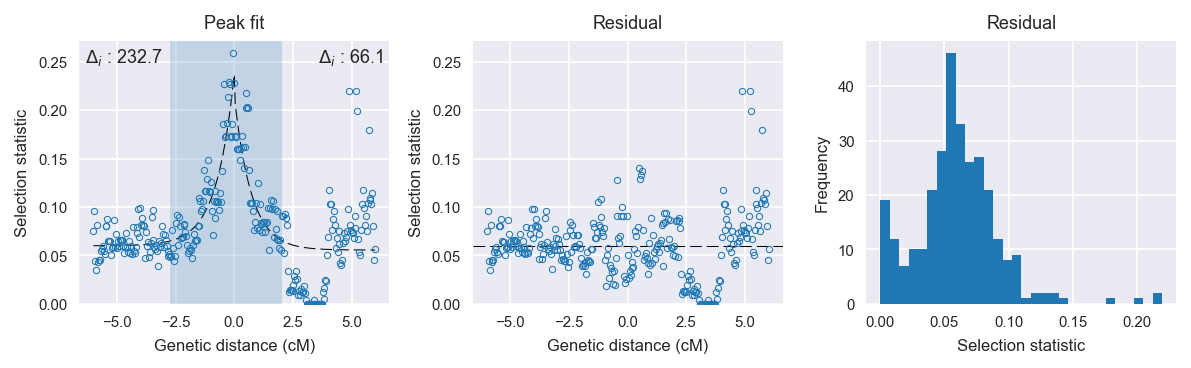 Peak fit
Δi : 232.7
Δi : 66.1
0.25
0.20
0.15
0.10
0.05
0.00
Selection statistic
−5.0
−2.5
0.0
2.5
5.0
Genetic distance (cM)
Residual
0.25
0.20
0.15
0.10
0.05
0.00
Selection statistic
−5.0
−2.5
0.0
2.5
5.0
Genetic distance (cM)
Residual
40
30
20
10
0
Frequency
0.00
0.05
0.10
0.15
0.20
Selection statistic